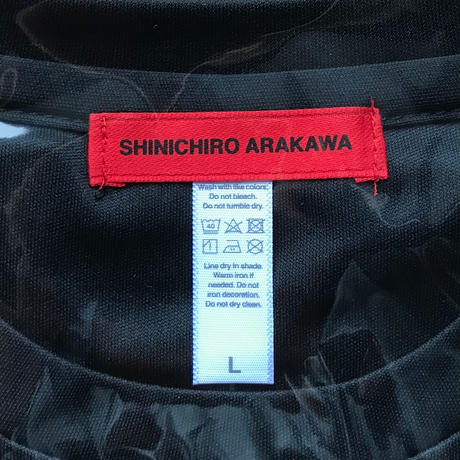 SHINICHIRO ARAKAWA
Wash with like colors.
Do not bleach.
Do not tumble dry.
40
Line dry in shade.
Warm iron if
needed. Do not
iron decoration.
Do not dry clean.
L